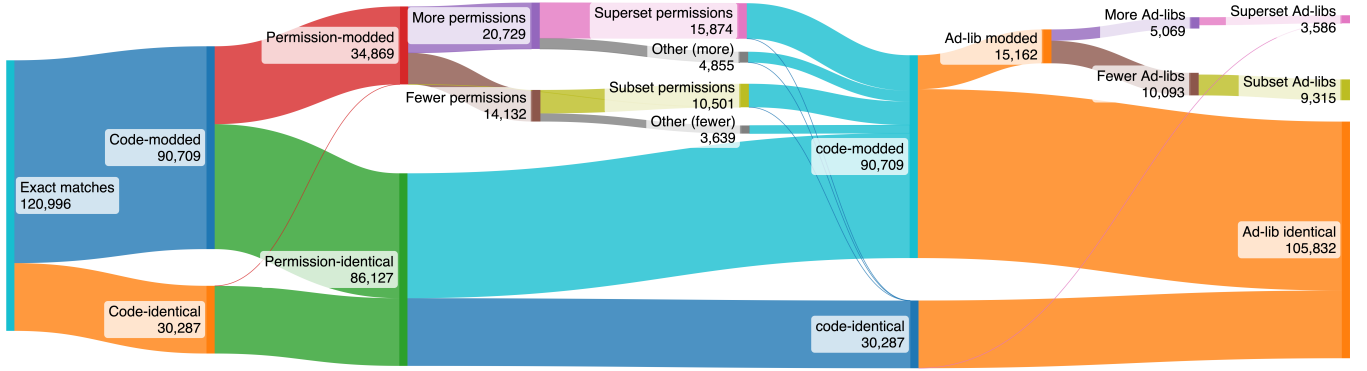 Exact matches
120,996
Code-modded
90,709
Code-identical
30,287
Permission-modded
34,869
Permission-identical
86,127
More permissions
20,729
Fewer permissions
14,132
Superset permissions
15,874
Other (more)
4,855
Subset permissions
10,501
Other (fewer)
3,639
code-modded
90,709
code-identical
30,287
Ad-lib modded
15,162
More Ad-libs
5,069
Fewer Ad-libs
10,093
Superset Ad-libs
3,586
Subset Ad-libs
9,315
Ad-lib identical
105,832